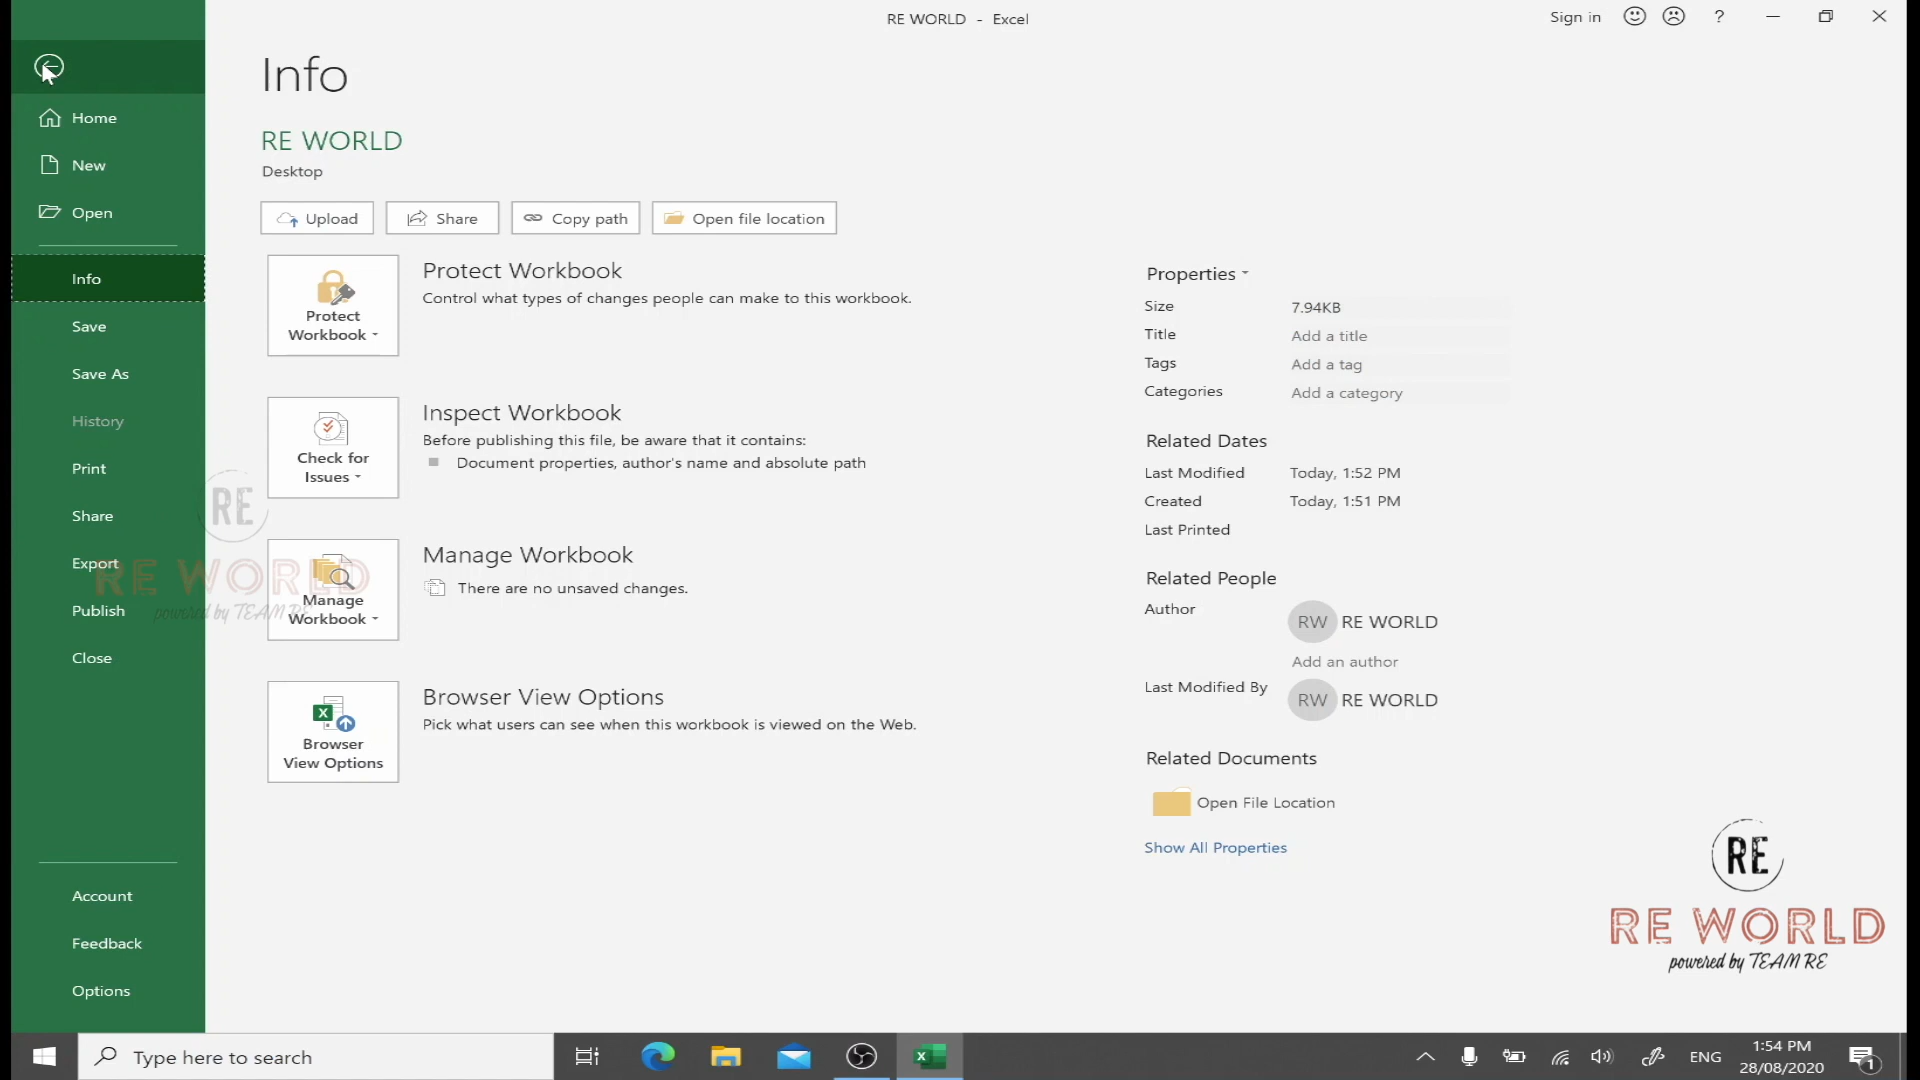 RE WORLD - Excel
Sign in
?
Info
Home
New
Open
Info
Save
Save As
History
Print
Share
Export
Publish
Close
Account
Feedback
Options
RE WORLD
Desktop
Upload
Share
Copy path
Open file location
Protect Workbook
Protect Workbook
Control what types of changes people can make to this workbook.
Check for Issues
Inspect Workbook
Before publishing this file, be aware that it contains:
Document properties, author's name and absolute path
Manage Workbook
Manage Workbook
There are no unsaved changes.
Browser View Options
Browser View Options
Pick what users can see when this workbook is viewed on the Web.
Properties
Size 7.94KB
Title Add a title
Tags Add a tag
Categories Add a category
Related Dates
Last Modified Today, 1:52 PM
Created Today, 1:51 PM
Last Printed
Related People
Author RW RE WORLD
Add an author
Last Modified By RW RE WORLD
Related Documents
Open File Location
Show All Properties
RE
RE WORLD
powered by TEAM RE
RE
RE WORLD
powered by TEAM RE
Type here to search
ENG
1:54 PM
28/08/2020
1